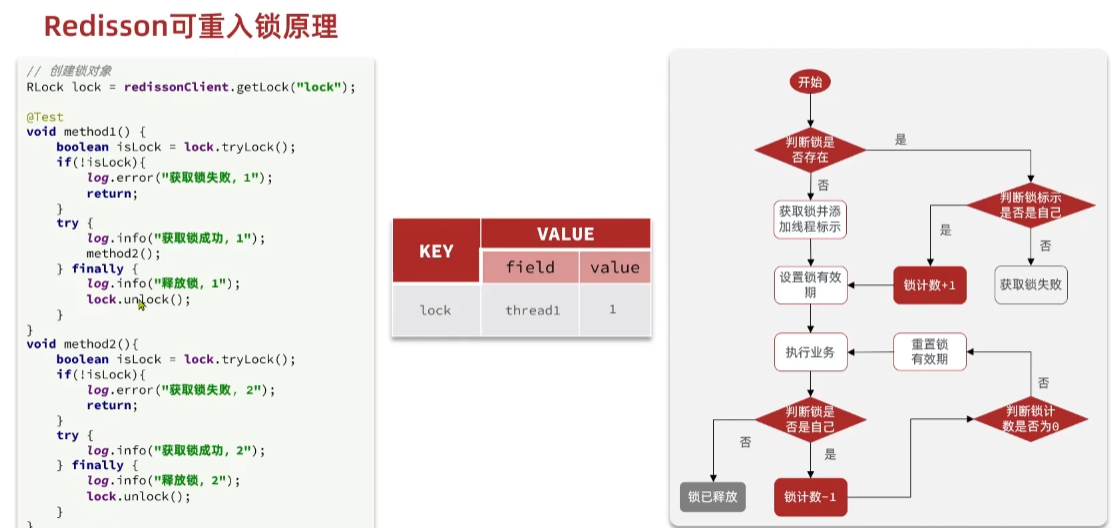 Redisson可重入锁原理
// 创建锁对象
RLock lock = redissonClient.getLock("lock");
@Test
void method1() {
boolean isLock = lock.tryLock();
if(!isLock){
log.error("获取锁失败, 1");
return;
}
try {
log.info("获取锁成功, 1");
method2();
} finally {
log.info("释放锁, 1");
lock.unlock();
}
}
void method2(){
boolean isLock = lock.tryLock();
if(!isLock){
log.error("获取锁失败, 2");
return;
}
try {
log.info("获取锁成功, 2");
} finally {
log.info("释放锁, 2");
lock.unlock();
}
}
KEY
VALUE
field
value
lock
thread1
1
开始
判断锁是
否存在
是
否
获取锁并添
加线程标示
判断锁标示
是否是自己
是
否
设置锁有效
期
锁计数+1
获取锁失败
执行业务
重置锁
有效期
否
判断锁是
否是自己
判断锁计
数是否为0
否
是
锁已释放
锁计数-1